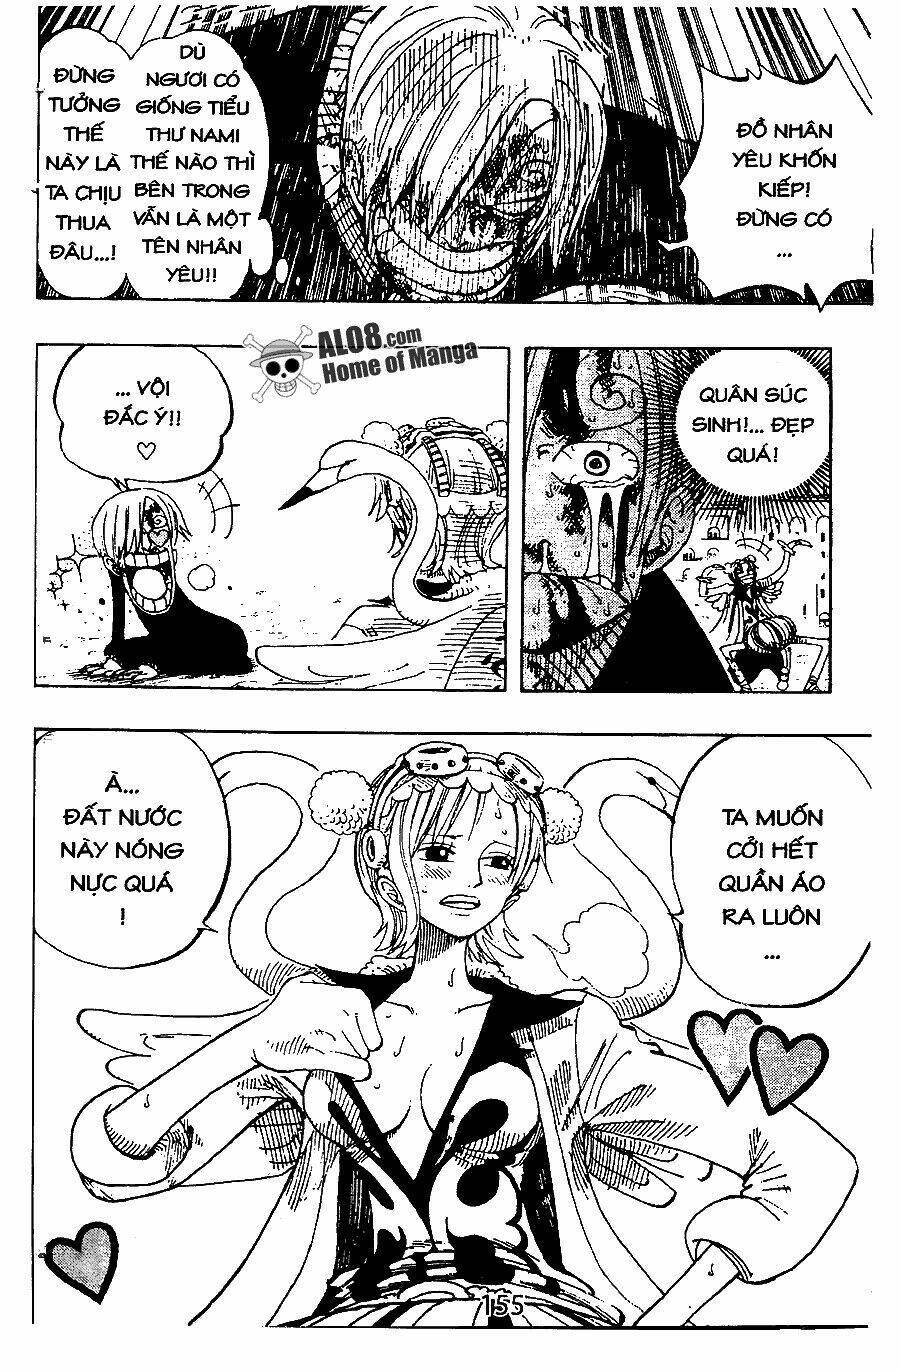 ĐỒ NHÂN
YÊU KHỐN
KIẾP!
ĐỪNG CÓ
...
DÙ
NGƯƠI CÓ
GIỐNG TIỂU
THƯ NAMI
THẾ NÀO THÌ
BÊN TRONG
VẪN LÀ MỘT
TÊN NHÂN
YÊU!!
ĐỪNG
TƯỞNG
THẾ
NÀY LÀ
TA CHỊU
THUA
ĐÂU...!
ALO8.com
Home of Manga
QUÂN SÚC
SINH!... ĐẸP
QUÁ!
... VỘI
ĐẮC Ý!!
♡
TA MUỐN
CỞI HẾT
QUẦN ÁO
RA LUÔN
...
À...
ĐẤT NƯỚC
NÀY NÓNG
NỰC QUÁ
!
155